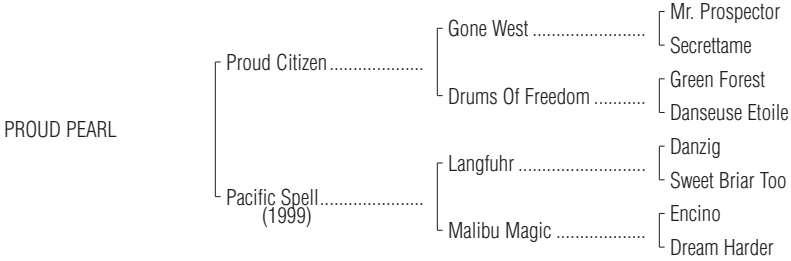 Mr. Prospector
Gone West ........................
Secrettame
Proud Citizen....................
Green Forest
Drums Of Freedom ...........
Danseuse Etoile
PROUD PEARL
Danzig
Langfuhr ...........................
Sweet Briar Too
Pacific Spell......................
(1999)
Encino
Malibu Magic ...................
Dream Harder